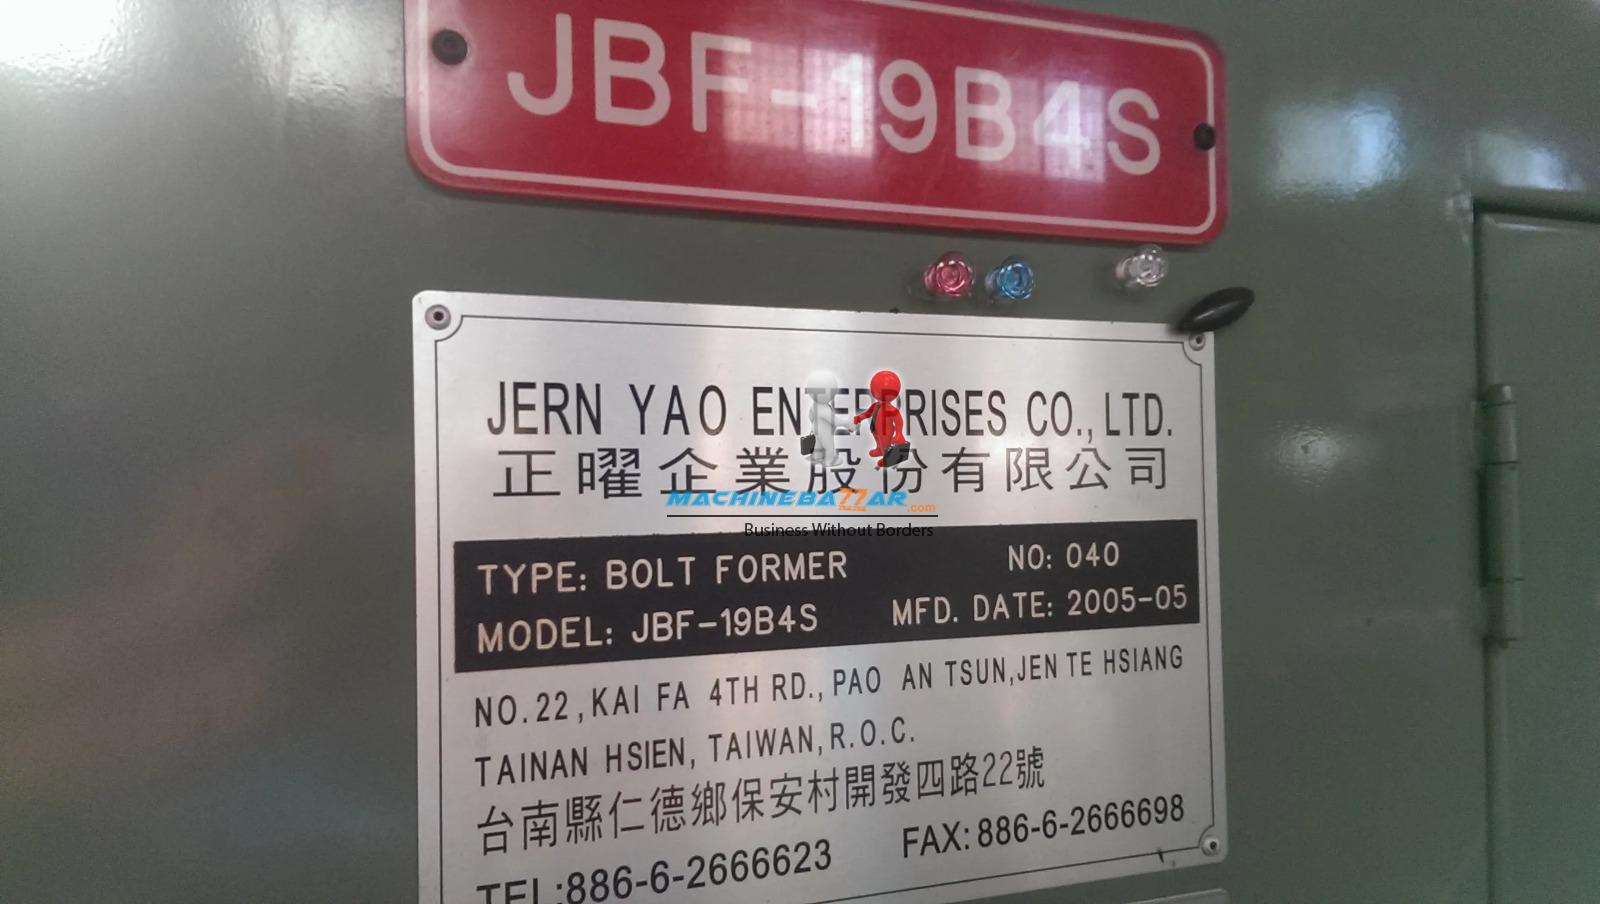 JBF-19B4S
JERN YAO ENTERPRISES CO., LTD.
正曜企業股份有限公司
MACHINEBAZZAR.com
Business Without Borders
TYPE: BOLT FORMER NO: 040
MODEL: JBF-19B4S MFD. DATE: 2005-05
NO.22, KAI FA 4TH RD., PAO AN TSUN, JEN TE HSIANG
TAINAN HSIEN, TAIWAN, R.O.C.
台南縣仁德鄉保安村開發四路22號
TEL:886-6-2666623 FAX:886-6-2666698